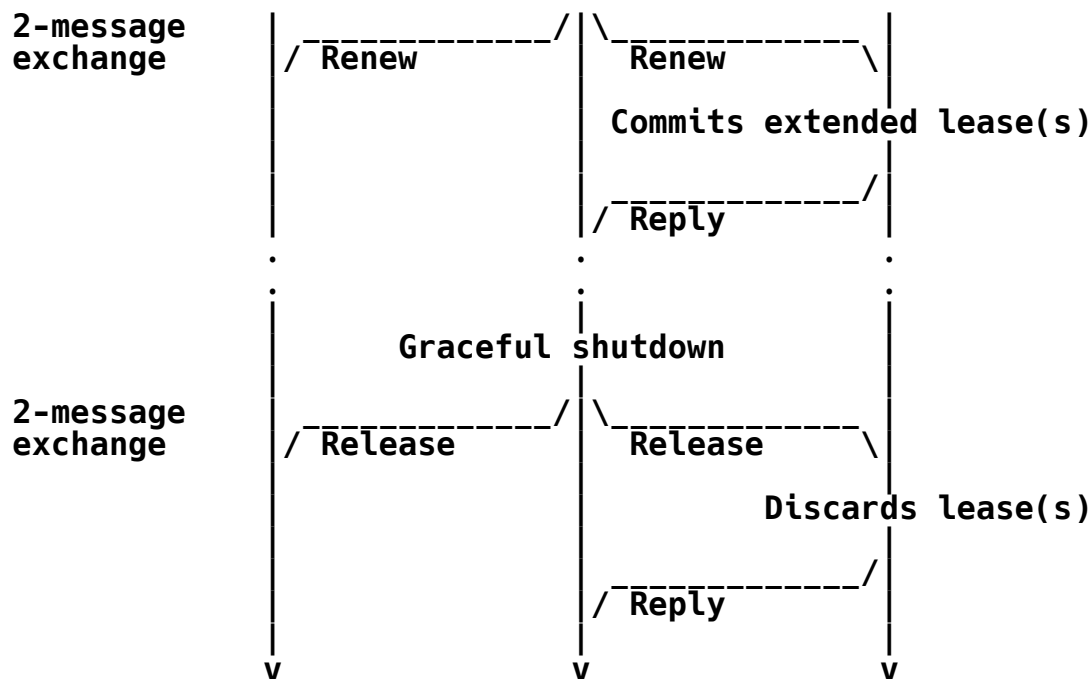 2-message
exchange
Renew Renew
Commits extended lease(s)
Reply
Graceful shutdown
2-message
exchange
Release Release
Discards lease(s)
Reply
v v v